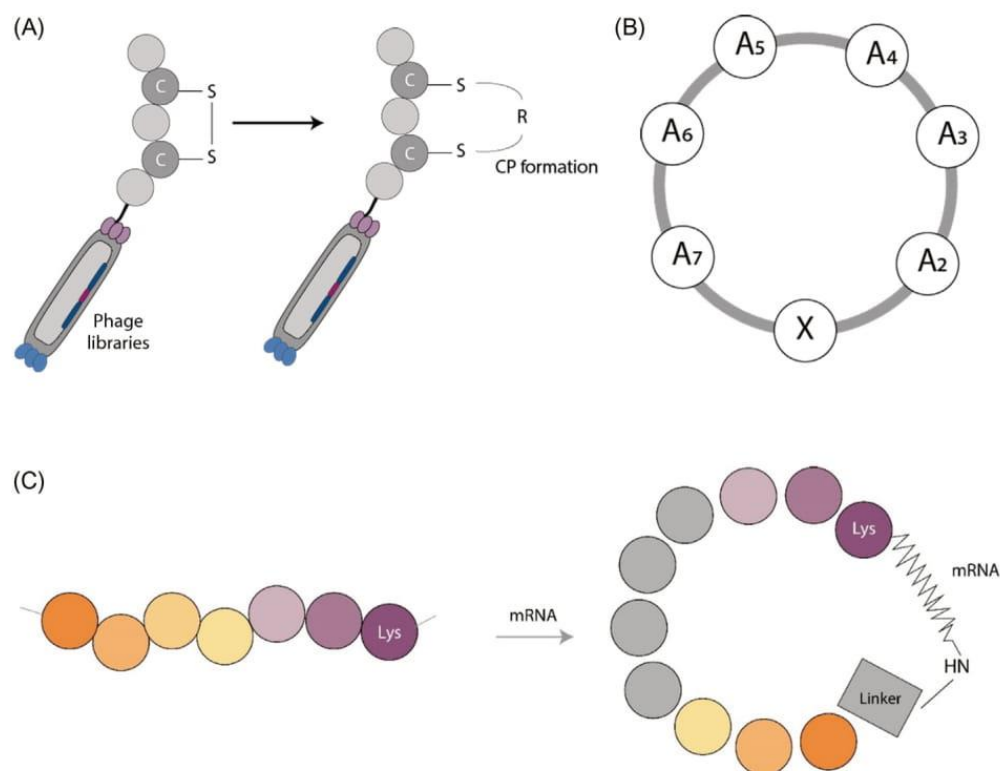 (A)
C
S
S
C
Phage
libraries
C
S
R
C
S
CP formation
(B)
A5
A4
A6
A3
A7
A2
X
(C)
Lys
mRNA
Lys
mRNA
HN
Linker